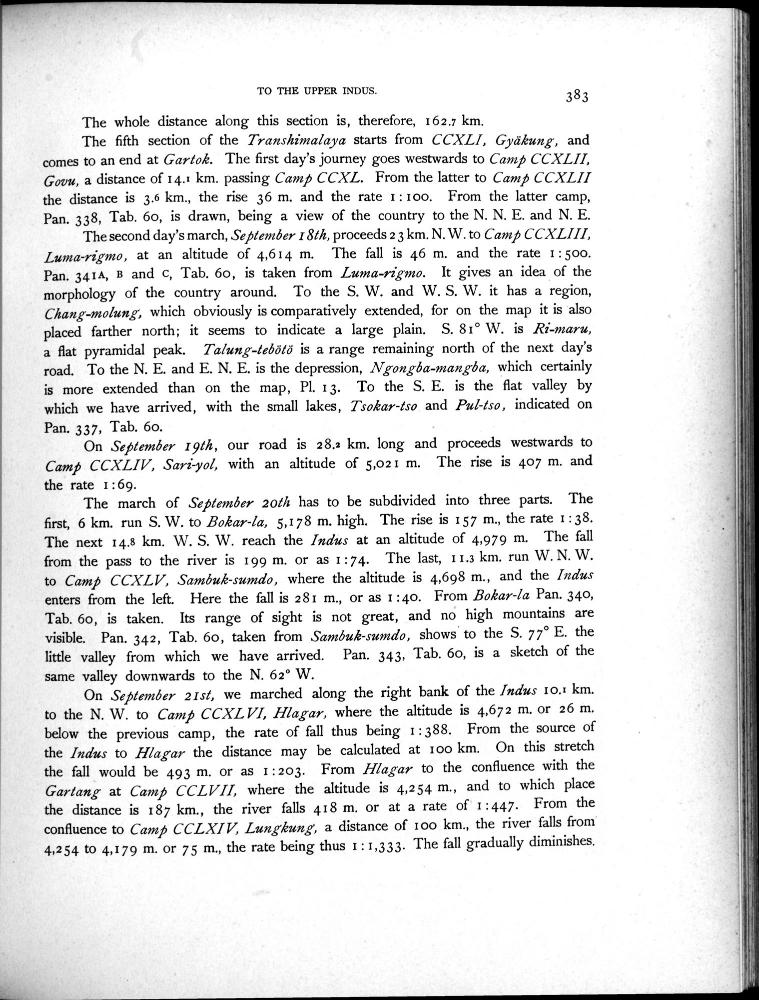 TO THE UPPER INDUS.
383
The whole distance along this section is, therefore, 162.7 km.
The fifth section of the Transhimalaya starts from CCXLI, Gyäkung, and
comes to an end at Gartok. The first day's journey goes westwards to Camp CCXLII,
Govu, a distance of 14.1 km. passing Camp CCXL. From the latter to Camp CCXLII
the distance is 3.6 km., the rise 36 m. and the rate 1:100. From the latter camp,
Pan. 338, Tab. 60, is drawn, being a view of the country to the N. N. E. and N. E.
The second day's march, September 18th, proceeds 23 km. N. W. to Camp CCXLIII,
Luma-rigmo, at an altitude of 4,614 m. The fall is 46 m. and the rate 1:500.
Pan. 341A, B and C, Tab. 60, is taken from Luma-rigmo. It gives an idea of the
morphology of the country around. To the S. W. and W. S. W. it has a region,
Chang-molung, which obviously is comparatively extended, for on the map it is also
placed farther north; it seems to indicate a large plain. S. 81° W. is Ri-maru,
a flat pyramidal peak. Talung-tebötö is a range remaining north of the next day's
road. To the N. E. and E. N. E. is the depression, Ngongba-mangba, which certainly
is more extended than on the map, Pl. 13. To the S. E. is the flat valley by
which we have arrived, with the small lakes, Tsokar-tso and Pul-tso, indicated on
Pan. 337, Tab. 60.
On September 19th, our road is 28.2 km. long and proceeds westwards to
Camp CCXLIV, Sari-yol, with an altitude of 5,021 m. The rise is 407 m. and
the rate 1:69.
The march of September 20th has to be subdivided into three parts. The
first, 6 km. run S. W. to Bokar-la, 5,178 m. high. The rise is 157 m., the rate 1:38.
The next 14.8 km. W. S. W. reach the Indus at an altitude of 4,979 m. The fall
from the pass to the river is 199 m. or as 1:74. The last, 11.3 km. run W. N. W.
to Camp CCXLV, Sambuk-sumdo, where the altitude is 4,698 m., and the Indus
enters from the left. Here the fall is 281 m., or as 1:40. From Bokar-la Pan. 340,
Tab. 60, is taken. Its range of sight is not great, and no high mountains are
visible. Pan. 342, Tab. 60, taken from Sambuk-sumdo, shows to the S. 77° E. the
little valley from which we have arrived. Pan. 343, Tab. 60, is a sketch of the
same valley downwards to the N. 62° W.
On September 21st, we marched along the right bank of the Indus 10.1 km.
to the N. W. to Camp CCXLVI, Hlagar, where the altitude is 4,672 m. or 26 m.
below the previous camp, the rate of fall thus being 1:388. From the source of
the Indus to Hlagar the distance may be calculated at 100 km. On this stretch
the fall would be 493 m. or as 1:203. From Hlagar to the confluence with the
Gartang at Camp CCLVII, where the altitude is 4,254 m., and to which place
the distance is 187 km., the river falls 418 m. or at a rate of 1:447. From the
confluence to Camp CCLXIV, Lungkung, a distance of 100 km., the river falls from
4,254 to 4,179 m. or 75 m., the rate being thus 1:1,333. The fall gradually diminishes.